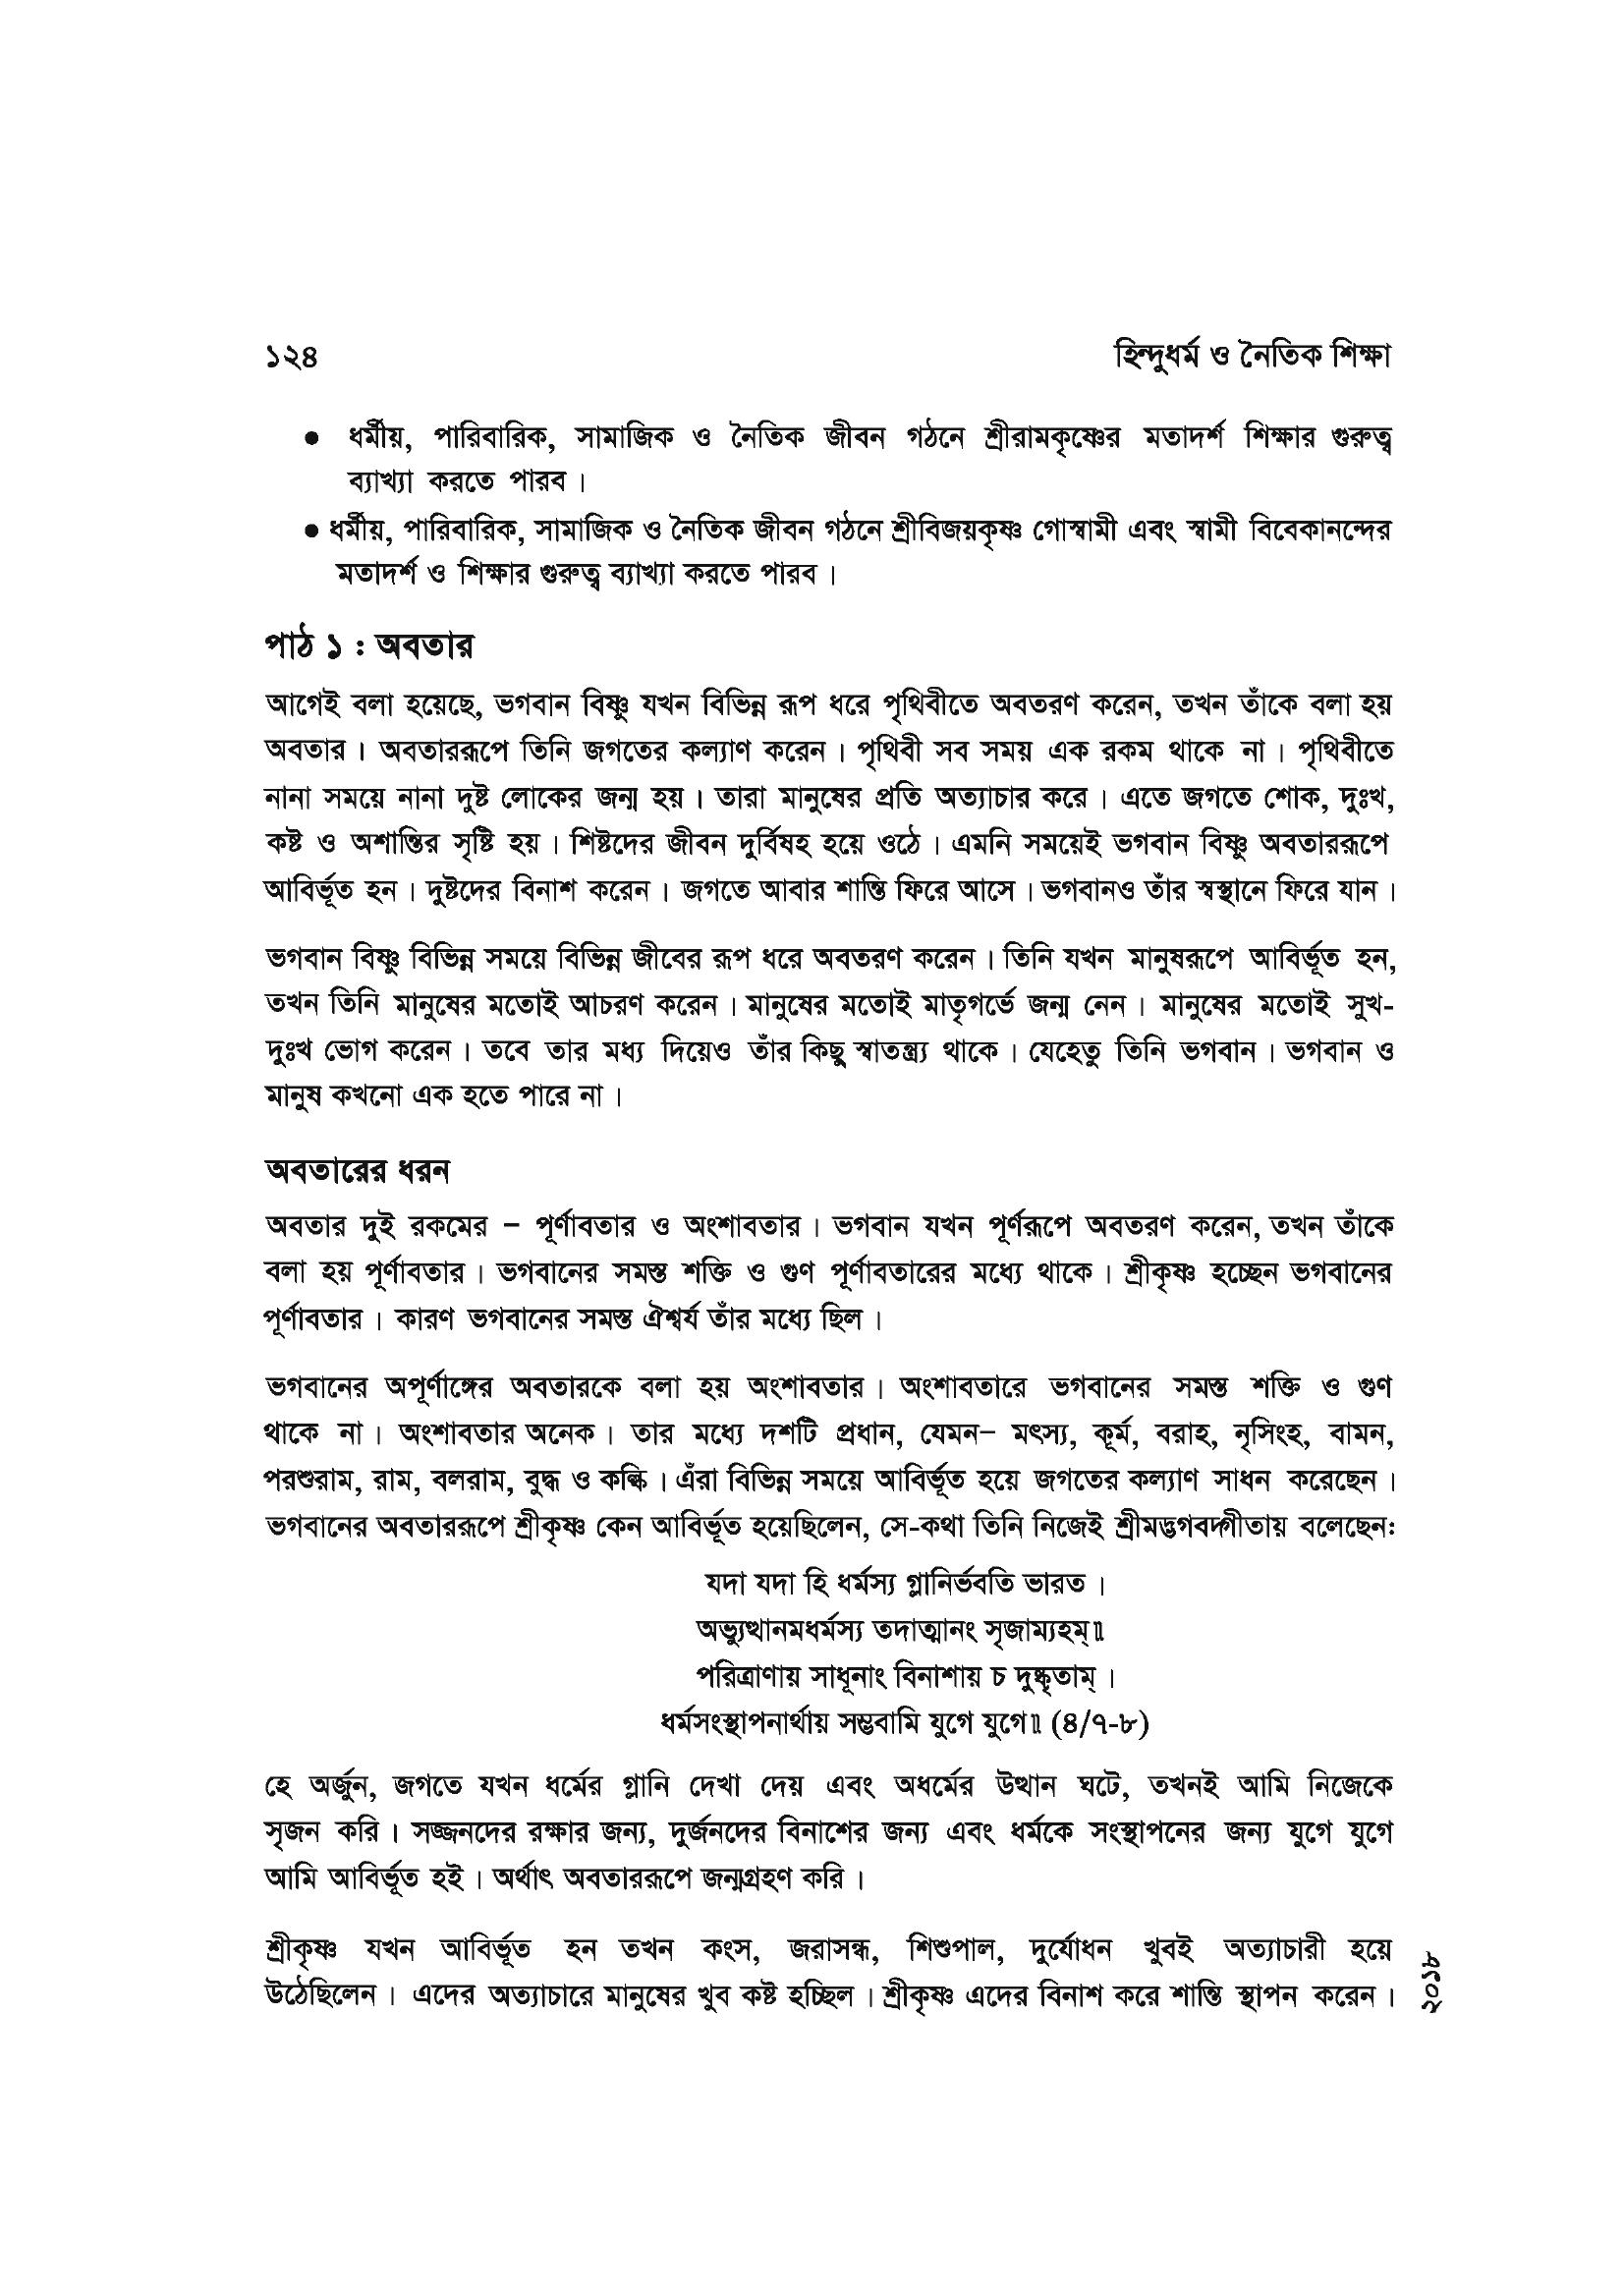 ১২৪ হিন্দুধর্ম ও নৈতিক শিক্ষা
● ধর্মীয়, পারিবারিক, সামাজিক ও নৈতিক জীবন গঠনে শ্রীরামকৃষ্ণের মতাদর্শ শিক্ষার গুরুত্ব
ব্যাখ্যা করতে পারব।
● ধর্মীয়, পারিবারিক, সামাজিক ও নৈতিক জীবন গঠনে শ্রীবিজয়কৃষ্ণ গোস্বামী এবং স্বামী বিবেকানন্দের
মতাদর্শ ও শিক্ষার গুরুত্ব ব্যাখ্যা করতে পারব।
পাঠ ১ : অবতার
আগেই বলা হয়েছে, ভগবান বিষ্ণু যখন বিভিন্ন রূপ ধরে পৃথিবীতে অবতরণ করেন, তখন তাঁকে বলা হয়
অবতার। অবতাররূপে তিনি জগতের কল্যাণ করেন। পৃথিবী সব সময় এক রকম থাকে না। পৃথিবীতে
নানা সময়ে নানা দুষ্ট লোকের জন্ম হয়। তারা মানুষের প্রতি অত্যাচার করে। এতে জগতে শোক, দুঃখ,
কষ্ট ও অশান্তির সৃষ্টি হয়। শিষ্টদের জীবন দুর্বিষহ হয়ে ওঠে। এমনি সময়েই ভগবান বিষ্ণু অবতাররূপে
আবির্ভূত হন। দুষ্টদের বিনাশ করেন। জগতে আবার শান্তি ফিরে আসে। ভগবানও তাঁর স্বস্থানে ফিরে যান।
ভগবান বিষ্ণু বিভিন্ন সময়ে বিভিন্ন জীবের রূপ ধরে অবতরণ করেন। তিনি যখন মানুষরূপে আবির্ভূত হন,
তখন তিনি মানুষের মতোই আচরণ করেন। মানুষের মতোই মাতৃগর্ভে জন্ম নেন। মানুষের মতোই সুখ-
দুঃখ ভোগ করেন। তবে তার মধ্য দিয়েও তাঁর কিছু স্বাতন্ত্র্য থাকে। যেহেতু তিনি ভগবান। ভগবান ও
মানুষ কখনো এক হতে পারে না।
অবতারের ধরন
অবতার দুই রকমের – পূর্ণাবতার ও অংশাবতার। ভগবান যখন পূর্ণরূপে অবতরণ করেন, তখন তাঁকে
বলা হয় পূর্ণাবতার। ভগবানের সমস্ত শক্তি ও গুণ পূর্ণাবতারের মধ্যে থাকে। শ্রীকৃষ্ণ হচ্ছেন ভগবানের
পূর্ণাবতার। কারণ ভগবানের সমস্ত ঐশ্বর্য তাঁর মধ্যে ছিল।
ভগবানের অপূর্ণাঙ্গের অবতারকে বলা হয় অংশাবতার। অংশাবতারে ভগবানের সমস্ত শক্তি ও গুণ
থাকে না। অংশাবতার অনেক। তার মধ্যে দশটি প্রধান, যেমন– মৎস্য, কূর্ম, বরাহ, নৃসিংহ, বামন,
পরশুরাম, রাম, বলরাম, বুদ্ধ ও কল্কি। এঁরা বিভিন্ন সময়ে আবির্ভূত হয়ে জগতের কল্যাণ সাধন করেছেন।
ভগবানের অবতাররূপে শ্রীকৃষ্ণ কেন আবির্ভূত হয়েছিলেন, সে-কথা তিনি নিজেই শ্রীমদ্ভগবদ্গীতায় বলেছেন:
যদা যদা হি ধর্মস্য গ্লানির্ভবতি ভারত।
অভ্যুত্থানমধর্মস্য তদাত্মানং সৃজাম্যহম্॥
পরিত্রাণায় সাধূনাং বিনাশায় চ দুষ্কৃতাম্।
ধর্মসংস্থাপনার্থায় সম্ভবামি যুগে যুগে॥ (৪/৭-৮)
হে অর্জুন, জগতে যখন ধর্মের গ্লানি দেখা দেয় এবং অধর্মের উত্থান ঘটে, তখনই আমি নিজেকে
সৃজন করি। সজ্জনদের রক্ষার জন্য, দুর্জনদের বিনাশের জন্য এবং ধর্মকে সংস্থাপনের জন্য যুগে যুগে
আমি আবির্ভূত হই। অর্থাৎ অবতাররূপে জন্মগ্রহণ করি।
শ্রীকৃষ্ণ যখন আবির্ভূত হন তখন কংস, জরাসন্ধ, শিশুপাল, দুর্যোধন খুবই অত্যাচারী হয়ে
উঠেছিলেন। এদের অত্যাচারে মানুষের খুব কষ্ট হচ্ছিল। শ্রীকৃষ্ণ এদের বিনাশ করে শান্তি স্থাপন করেন।
২০১৮